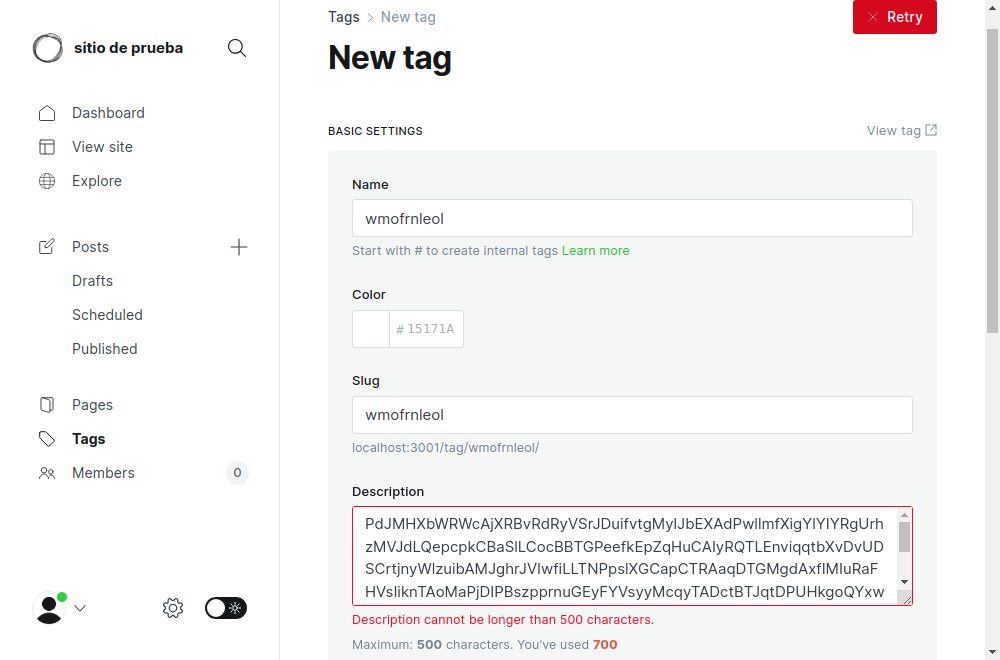 sitio de prueba
Dashboard
View site
Explore
Posts
Drafts
Scheduled
Published
Pages
Tags
Members 0
Tags > New tag
Retry
New tag
BASIC SETTINGS
View tag
Name
wmofrnleol
Start with # to create internal tags Learn more
Color
# 15171A
Slug
wmofrnleol
localhost:3001/tag/wmofrnleol/
Description
Description cannot be longer than 500 characters.
Maximum: 500 characters. You've used 700